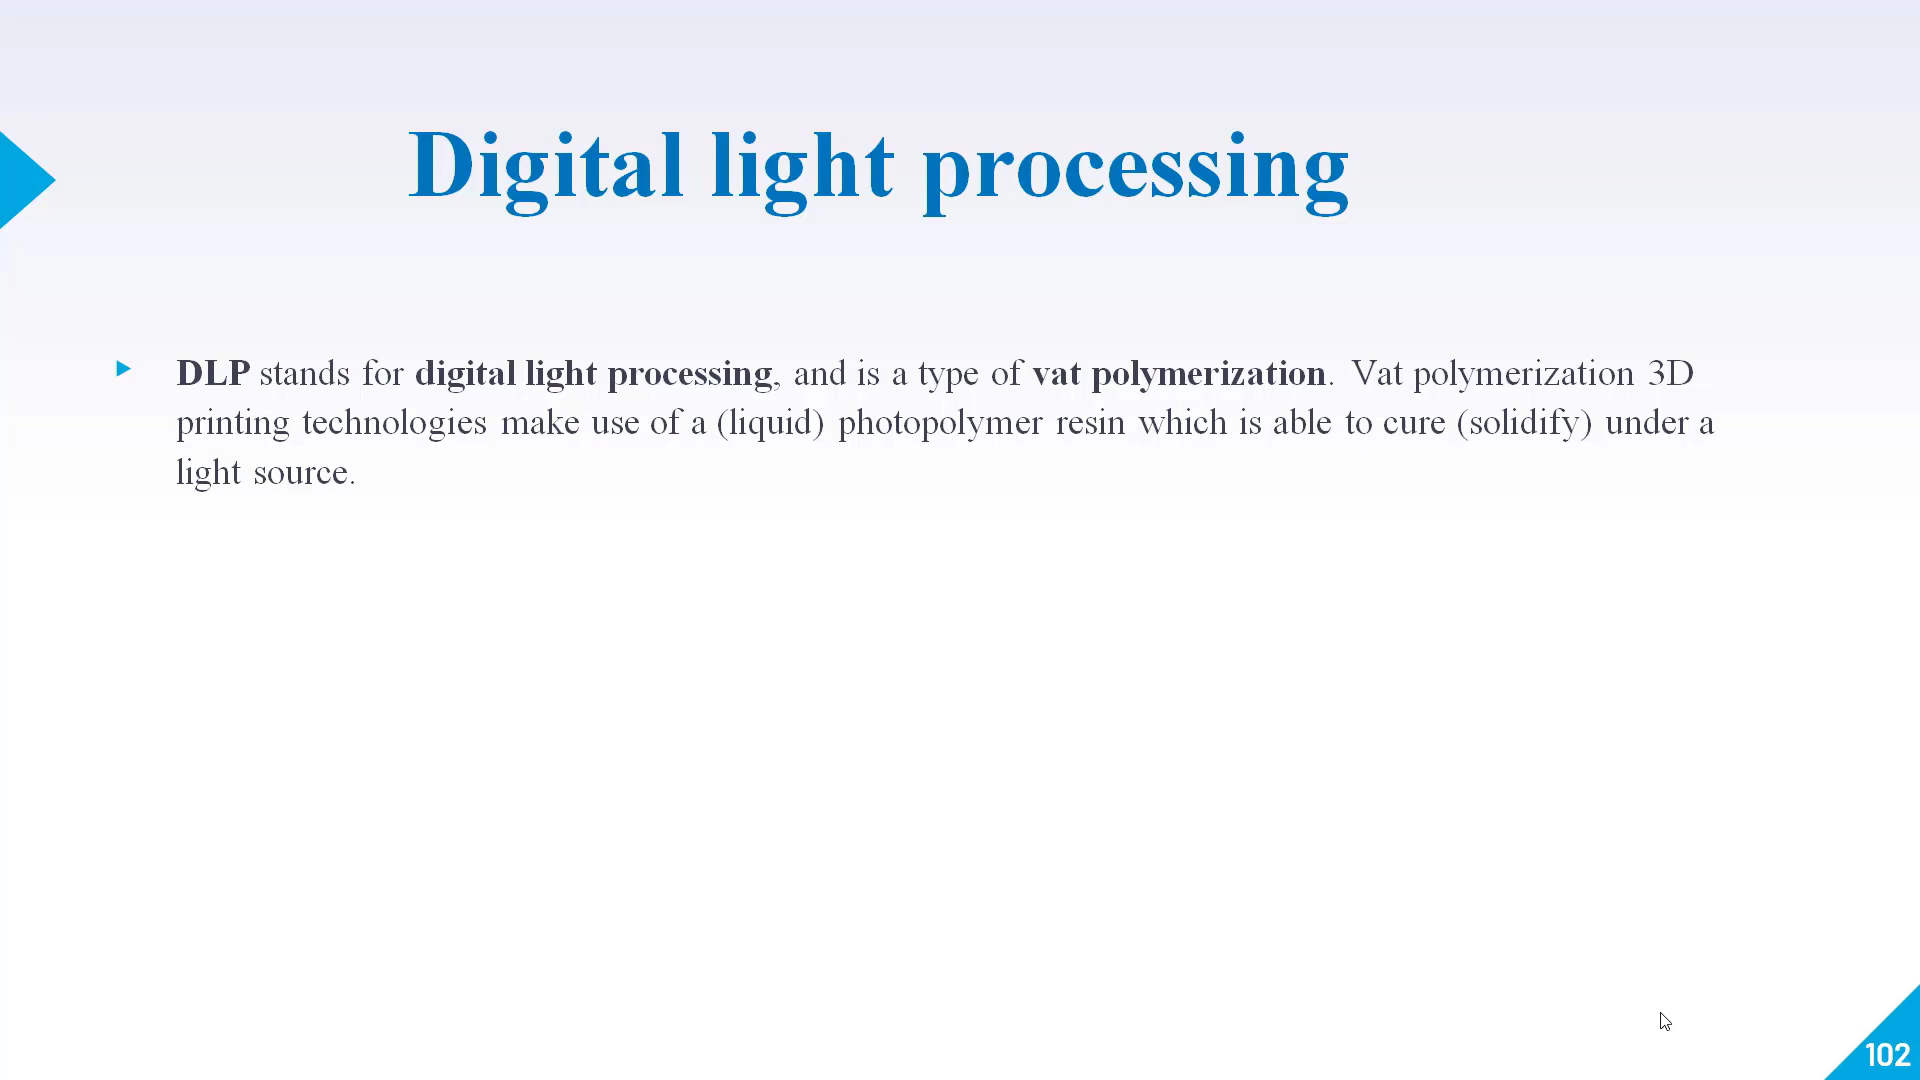 Digital light processing
DLP stands for digital light processing, and is a type of vat polymerization. Vat polymerization 3D
printing technologies make use of a (liquid) photopolymer resin which is able to cure (solidify) under a
light source.
102